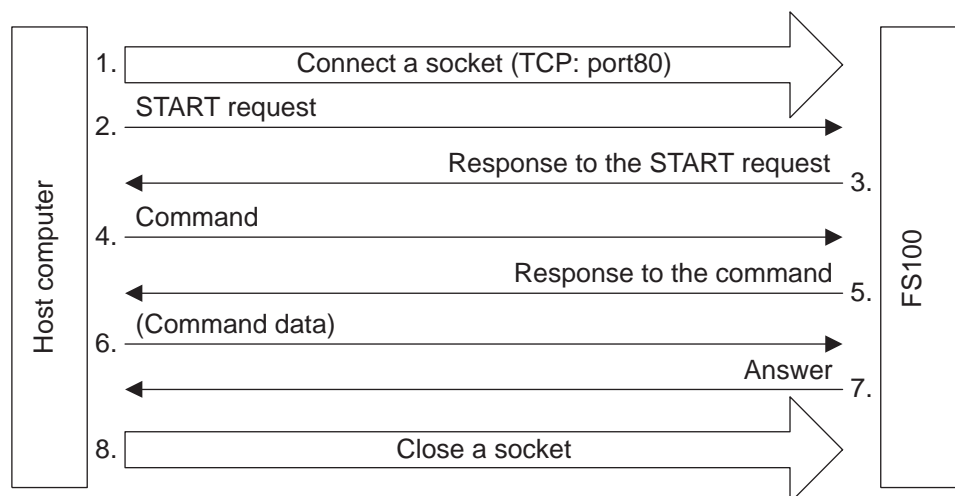 Host computer
FS100
1. Connect a socket (TCP: port80)
2. START request
Response to the START request 3.
4. Command
Response to the command 5.
6. (Command data)
Answer 7.
8. Close a socket